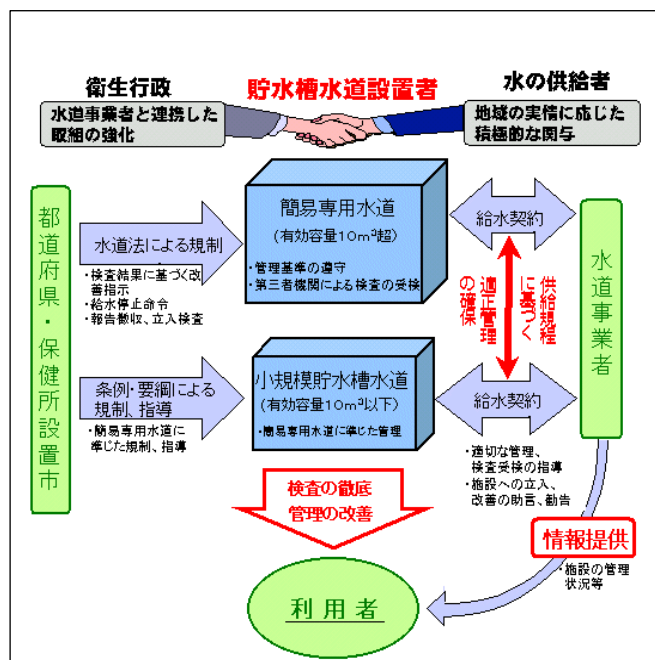 衛生行政
水道事業者と連携した
取組の強化
貯水槽水道設置者
水の供給者
地域の実情に応じた
積極的な関与
都道府県・保健所設置市
水道法による規制
・検査結果に基づく改
善指示
・給水停止命令
・報告徴収、立入検査
簡易専用水道
(有効容量10m³超)
・管理基準の遵守
・第三者機関による検査の受検
給水契約
供給規程
に基づく
適正管理
の確保
水道事業者
条例・要綱による
規制、指導
・簡易専用水道に
準じた規制、指導
小規模貯水槽水道
(有効容量10m³以下)
・簡易専用水道に準じた管理
給水契約
・適切な管理、
検査受検の指導
・施設への立入、
改善の助言、勧告
検査の徹底
管理の改善
情報提供
・施設の管理
状況等
利用者